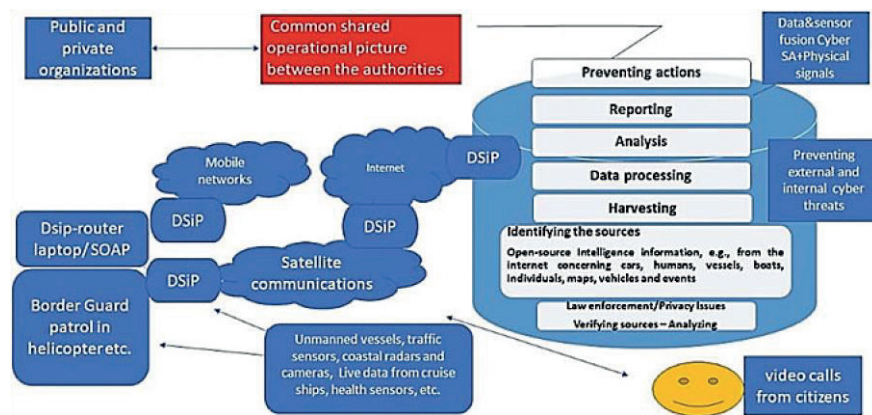 Public and
private
organizations
Common shared
operational picture
between the authorities
Data&sensor
fusion Cyber
SA+Physical
signals
Preventing actions
Reporting
Analysis
Data processing
Harvesting
Identifying the sources
Open-source Intelligence information, e.g., from the
internet concerning cars, humans, vessels, boats,
individuals, maps, vehicles and events
Law enforcement/Privacy Issues
Verifying sources – Analyzing
Preventing
external and
internal cyber
threats
Mobile
networks
Internet
DSiP
DSiP
DSiP
DSiP
Dsip-router
laptop/SOAP
Satellite
communications
Border Guard
patrol in
helicopter etc.
Unmanned vessels, traffic
sensors, coastal radars and
cameras, Live data from cruise
ships, health sensors, etc.
video calls
from citizens